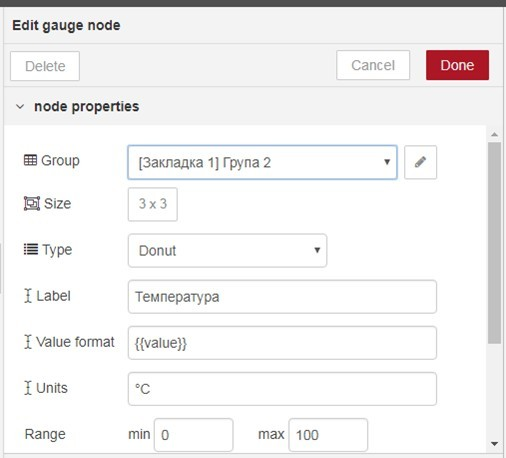 Edit gauge node
Delete Cancel Done
node properties
Group [Закладка 1] Група 2
Size 3 x 3
Type Donut
Label Температура
Value format {{value}}
Units °C
Range min 0 max 100